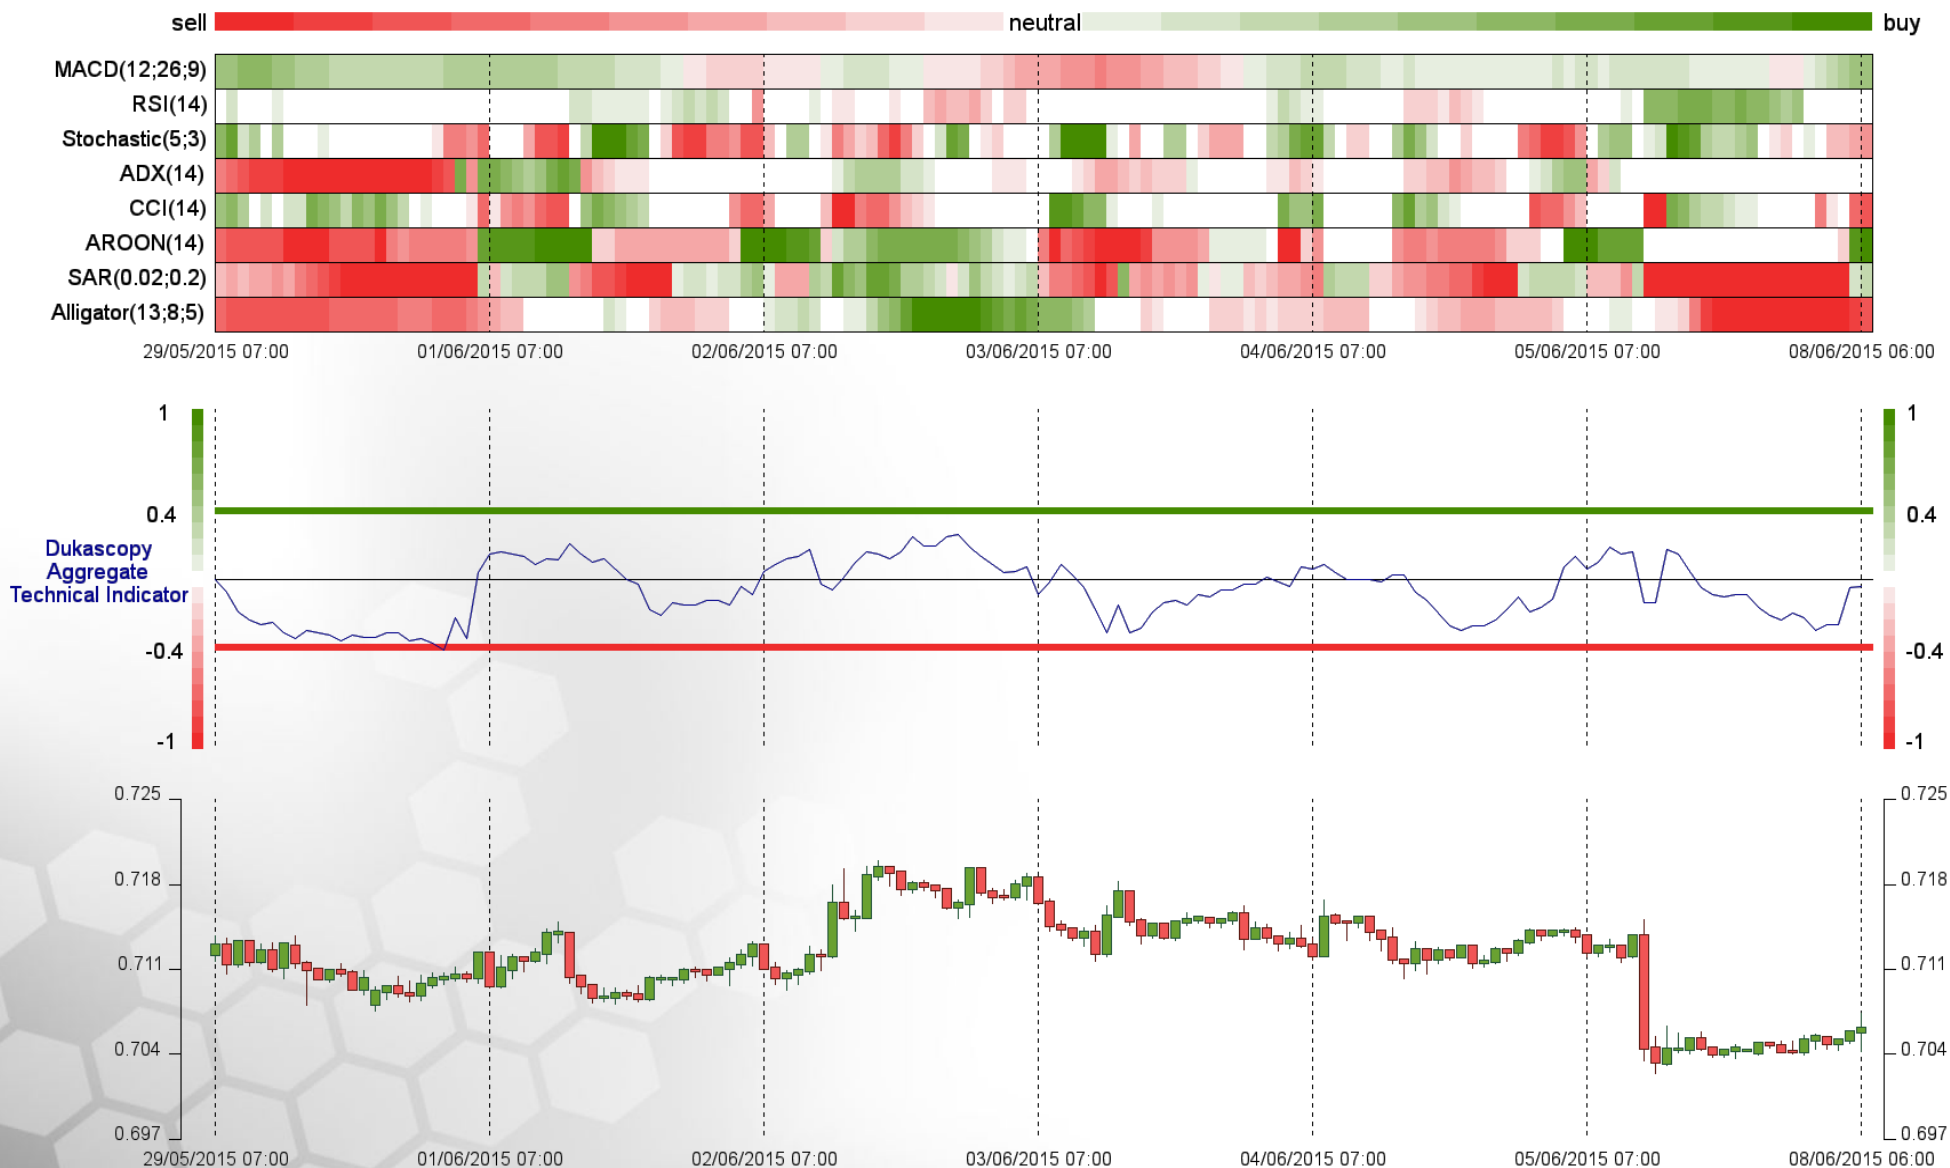 sell neutral buy
MACD(12;26;9)
RSI(14)
Stochastic(5;3)
ADX(14)
CCI(14)
AROON(14)
SAR(0.02;0.2)
Alligator(13;8;5)
29/05/2015 07:00 01/06/2015 07:00 02/06/2015 07:00 03/06/2015 07:00 04/06/2015 07:00 05/06/2015 07:00 08/06/2015 06:00
1 1
0.4 0.4
Dukascopy
Aggregate
Technical Indicator
-0.4 -0.4
-1 -1
0.725 0.725
0.718 0.718
0.711 0.711
0.704 0.704
0.697 0.697
29/05/2015 07:00 01/06/2015 07:00 02/06/2015 07:00 03/06/2015 07:00 04/06/2015 07:00 05/06/2015 07:00 08/06/2015 06:00